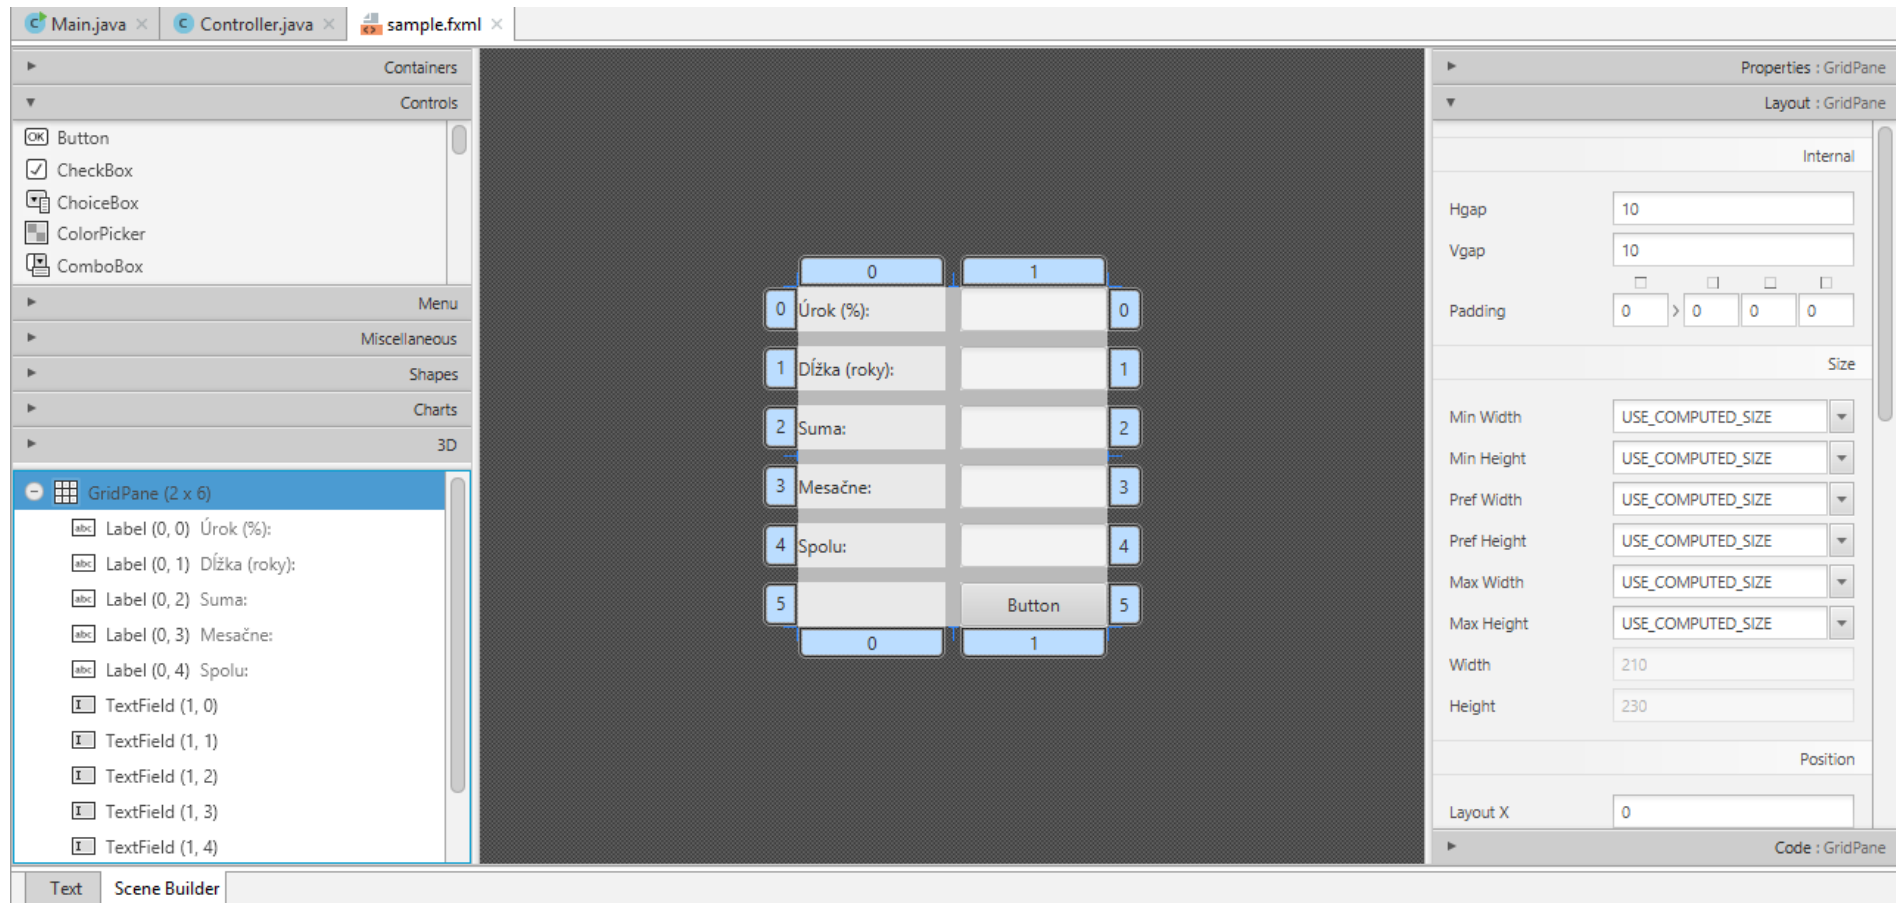 Main.java Controller.java sample.fxml
Containers
Controls
OK Button
CheckBox
ChoiceBox
ColorPicker
ComboBox
Menu
Miscellaneous
Shapes
Charts
3D
GridPane (2 x 6)
abc Label (0, 0) Úrok (%):
abc Label (0, 1) Dĺžka (roky):
abc Label (0, 2) Suma:
abc Label (0, 3) Mesačne:
abc Label (0, 4) Spolu:
TextField (1, 0)
TextField (1, 1)
TextField (1, 2)
TextField (1, 3)
TextField (1, 4)
Text Scene Builder
0 1
0 Úrok (%): 0
1 Dĺžka (roky): 1
2 Suma: 2
3 Mesačne: 3
4 Spolu: 4
5 Button 5
0 1
Properties : GridPane
Layout : GridPane
Internal
Hgap 10
Vgap 10
Padding 0 0 0 0
Size
Min Width USE_COMPUTED_SIZE
Min Height USE_COMPUTED_SIZE
Pref Width USE_COMPUTED_SIZE
Pref Height USE_COMPUTED_SIZE
Max Width USE_COMPUTED_SIZE
Max Height USE_COMPUTED_SIZE
Width 210
Height 230
Position
Layout X 0
Code : GridPane